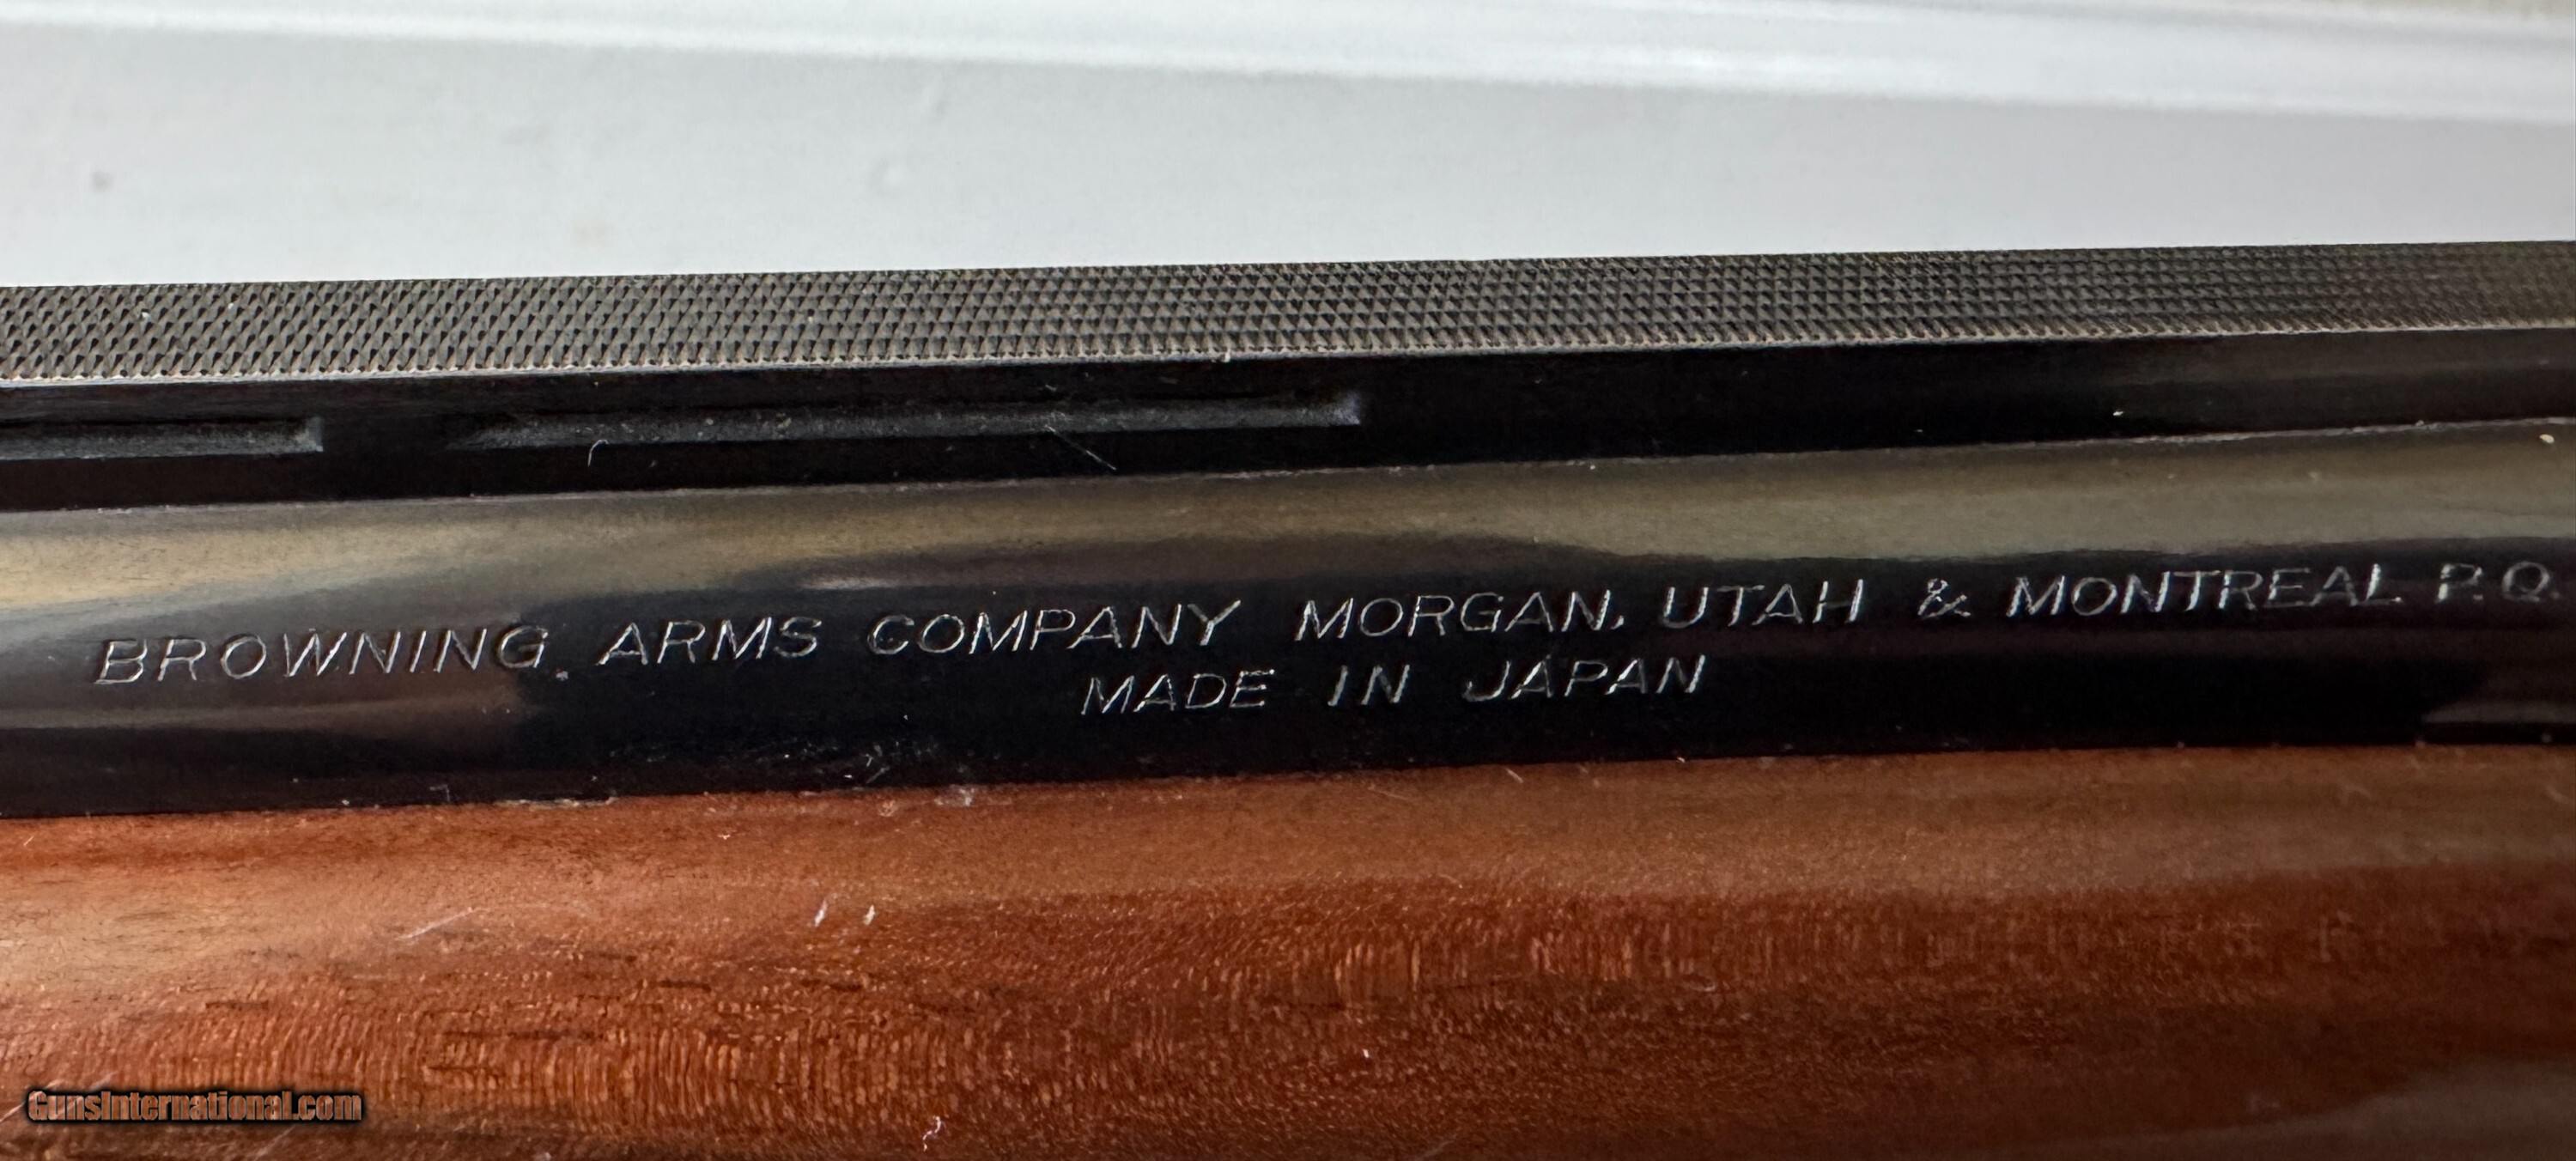 BROWNING ARMS COMPANY MORGAN, UTAH & MONTREAL P.Q.
MADE IN JAPAN
GunsInternational.com